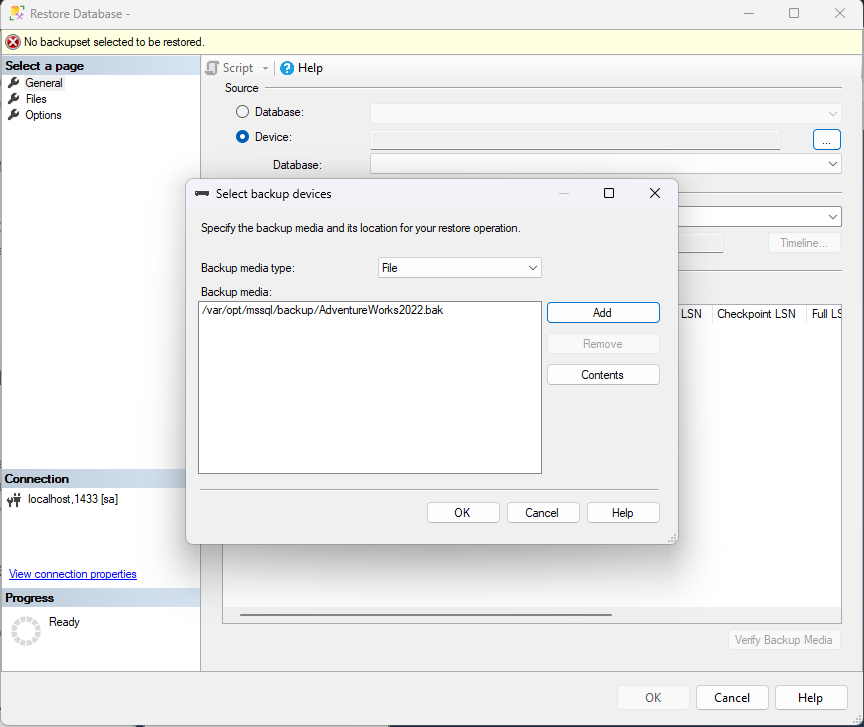 Restore Database -
No backupset selected to be restored.
Select a page
General
Files
Options
Script
Help
Source
Database:
Device:
...
Database:
Timeline...
LSN Checkpoint LSN Full LS
Select backup devices
Specify the backup media and its location for your restore operation.
Backup media type:
File
Backup media:
/var/opt/mssql/backup/AdventureWorks2022.bak
Add
Remove
Contents
OK Cancel Help
Connection
localhost,1433 [sa]
View connection properties
Progress
Ready
Verify Backup Media
OK Cancel Help